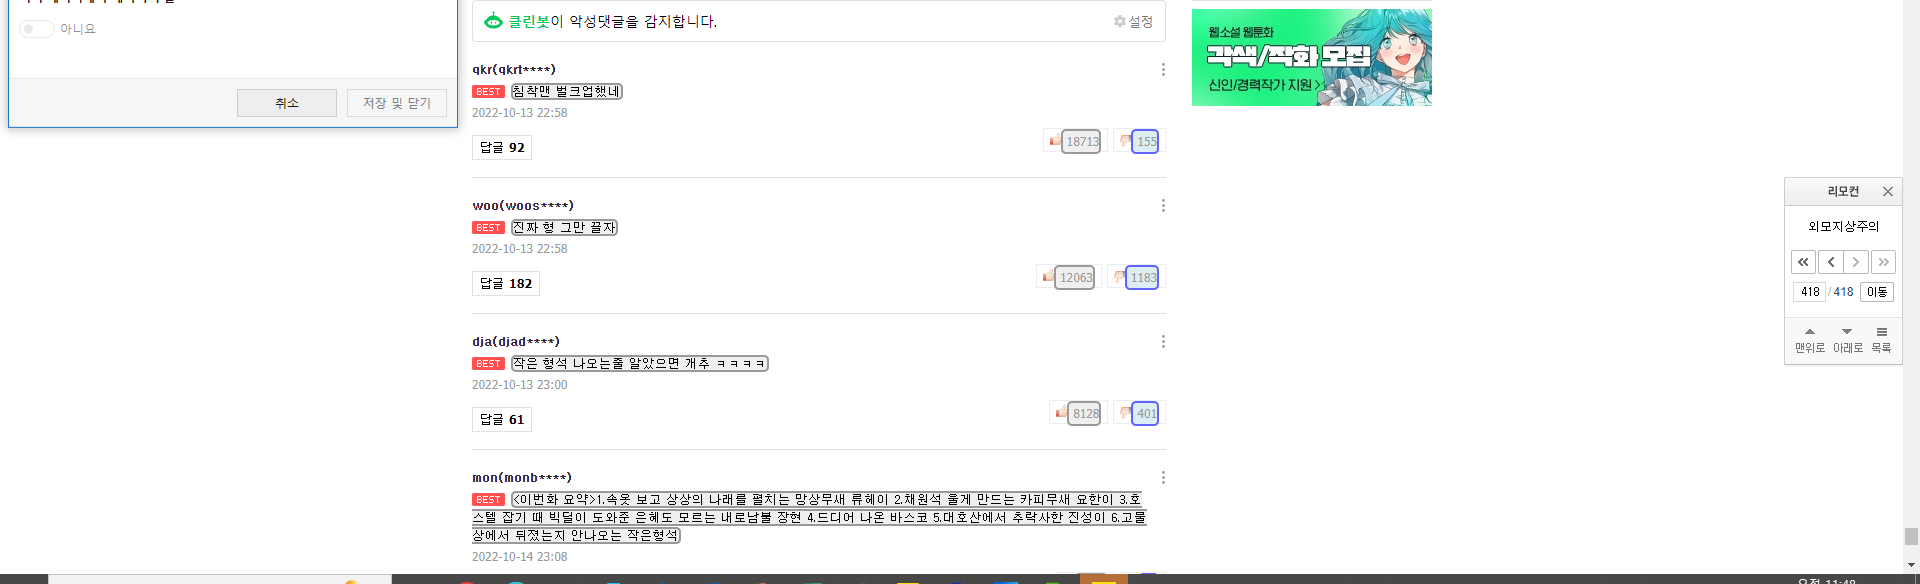 아니요
취소
저장 및 닫기
클린봇이 악성댓글을 감지합니다.
설정
qkr(qkrt****)
BEST 침착맨 벌크업했네
2022-10-13 22:58
답글 92
18713
155
woo(woos****)
BEST 진짜 형 그만 끌자
2022-10-13 22:58
답글 182
12063
1183
dja(djad****)
BEST 작은 형석 나오는줄 알았으면 개추 ㅋㅋㅋㅋ
2022-10-13 23:00
답글 61
8128
401
mon(monb****)
BEST <이번화 요약>1.속옷 보고 상상의 나래를 펼치는 망상무새 류헤이 2.채원석 울게 만드는 카피무새 요한이 3.호
스텔 잡기 때 빅딜이 도와준 은혜도 모르는 내로남불 장현 4.드디어 나온 바스코 5.대호산에서 추락사한 진성이 6.고물
상에서 뒤졌는지 안나오는 작은형석
2022-10-14 23:08
웹소설 웹툰화
각색/작화 모집
신인/경력작가 지원 >
리모컨
외모지상주의
418 / 418 이동
맨위로 아래로 목록
오전 11:48